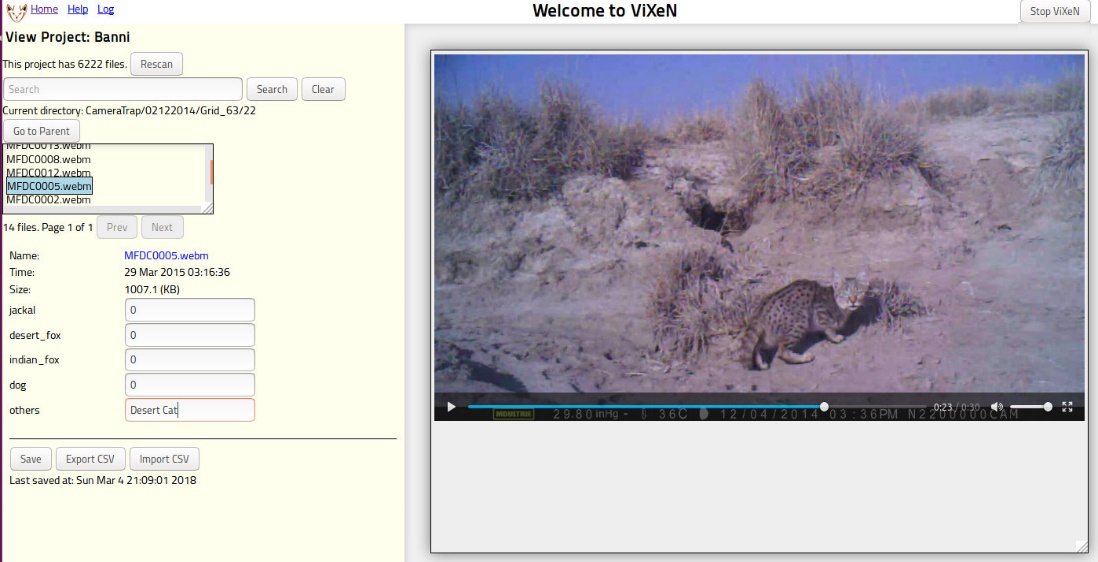 Home Help Log Welcome to ViXeN Stop ViXeN
View Project: Banni
This project has 6222 files. Rescan
Search Search Clear
Current directory: CameraTrap/02122014/Grid_63/22
Go to Parent
MFDC0013.webm
MFDC0008.webm
MFDC0012.webm
MFDC0005.webm
MFDC0002.webm
14 files. Page 1 of 1 Prev Next
Name: MFDC0005.webm
Time: 29 Mar 2015 03:16:36
Size: 1007.1 (KB)
jackal 0
desert_fox 0
indian_fox 0
dog 0
others Desert Cat
Save Export CSV Import CSV
Last saved at: Sun Mar 4 21:09:01 2018
0:23 / 0:30
29.80inHg 36C 12/04/2014 03:36PM